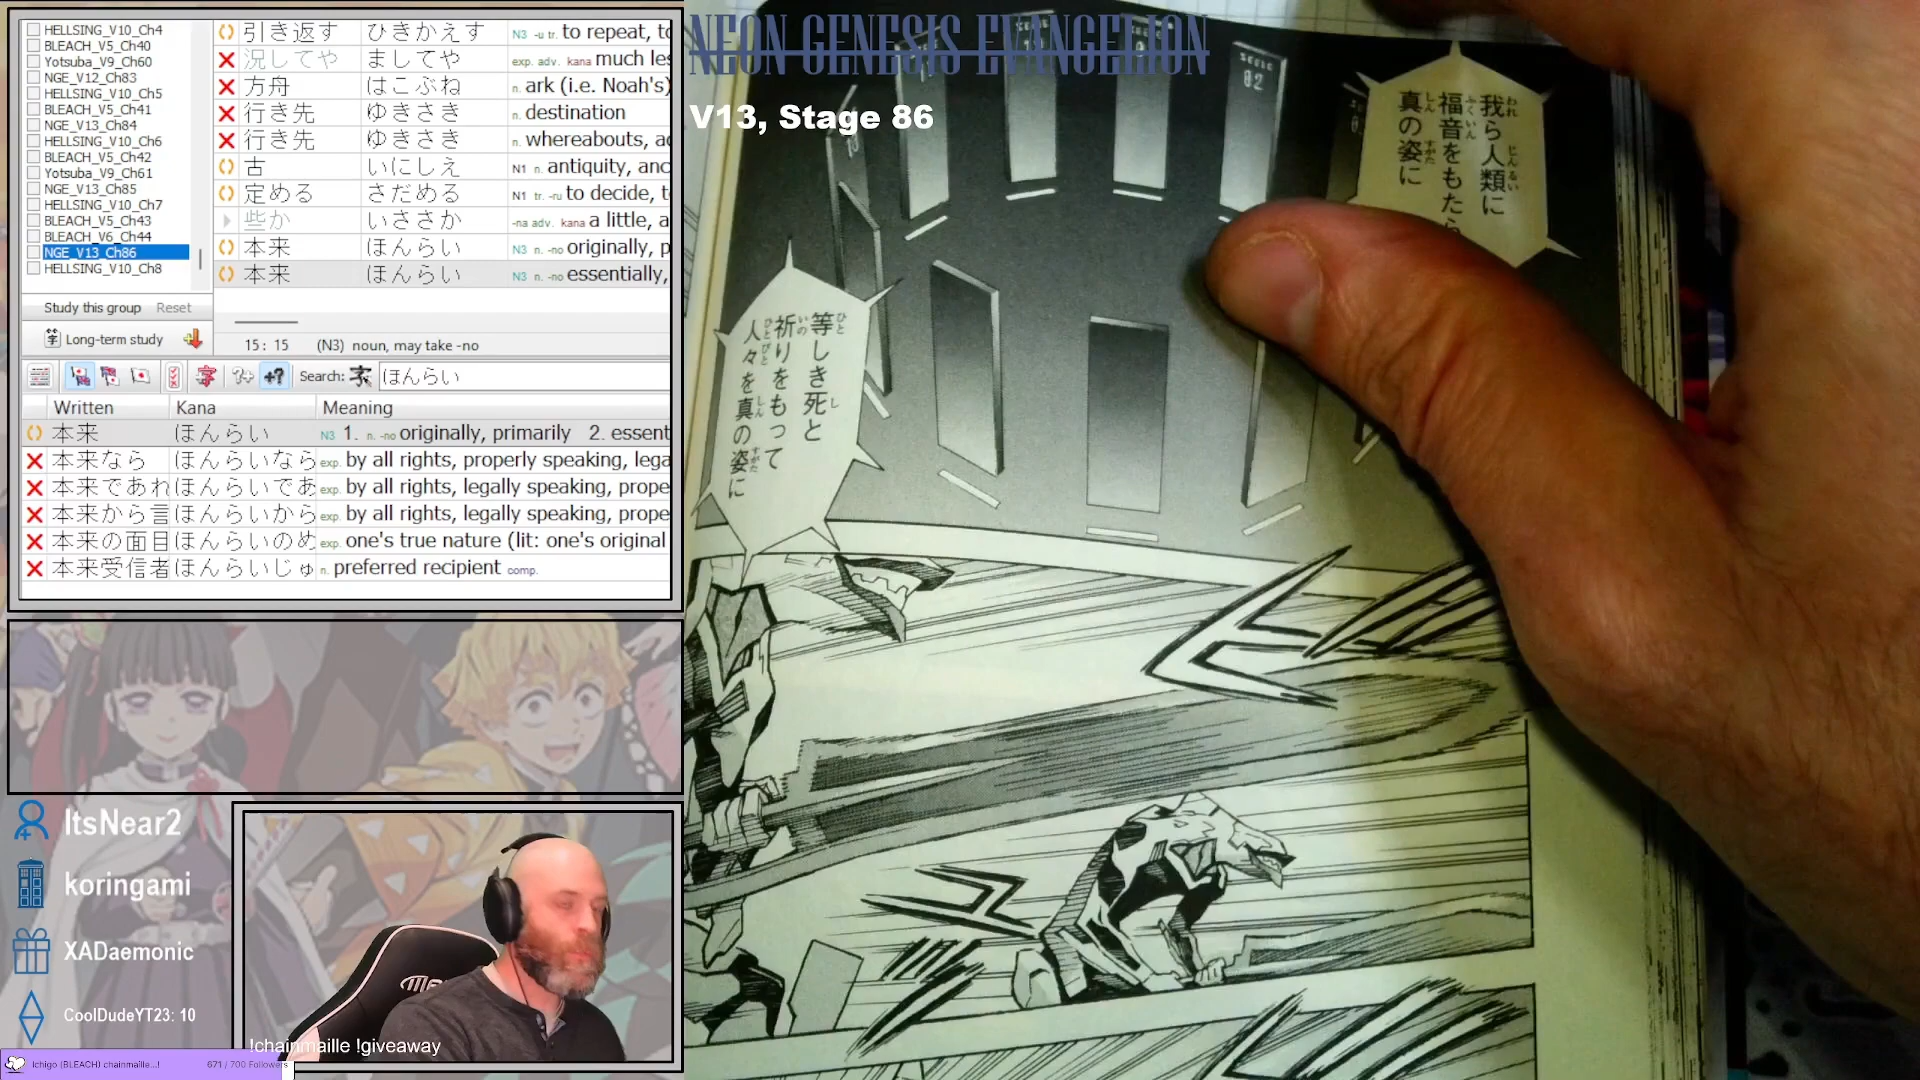 HELLSING_V10_Ch4
BLEACH_V5_Ch40
Yotsuba_V9_Ch60
NGE_V12_Ch83
HELLSING_V10_Ch5
BLEACH_V5_Ch41
NGE_V13_Ch84
HELLSING_V10_Ch6
BLEACH_V5_Ch42
Yotsuba_V9_Ch61
NGE_V13_Ch85
HELLSING_V10_Ch7
BLEACH_V5_Ch43
BLEACH_V6_Ch44
NGE_V13_Ch86
HELLSING_V10_Ch8
Study this group Reset
Long-term study
引き返す ひきかえす N3 -u tr. to repeat, to
況してや ましてや exp. adv. kana much les
方舟 はこぶね n. ark (i.e. Noah's)
行き先 ゆきさき n. destination
行き先 ゆきさき n. whereabouts, ad
古 いにしえ N1 n. antiquity, anc
定める さだめる N1 tr. -ru to decide, t
些か いささか -na adv. kana a little, a
本来 ほんらい N3 n. -no originally, p
本来 ほんらい N3 n. -no essentially,
15: 15 (N3) noun, may take -no
Search: ほんらい
Written Kana Meaning
本来 ほんらい N3 1. n. -no originally, primarily 2. essent
本来なら ほんらいなら exp. by all rights, properly speaking, lega
本来であれ ほんらいであ exp. by all rights, legally speaking, prope
本来から言 ほんらいから exp. by all rights, legally speaking, prope
本来の面目 ほんらいのめ exp. one's true nature (lit: one's original
本来受信者 ほんらいじゅ n. preferred recipient comp.
NEON GENESIS EVANGELION
V13, Stage 86
我ら人類に
福音をもたら
真の姿に
等しき死と
祈りをもって
人々を真の姿に
SEELE
02
ItsNear2
koringami
XADaemonic
CoolDudeYT23: 10
!chainmaille !giveaway
Ichigo (BLEACH) chainmaille...! 671 / 700 Followers